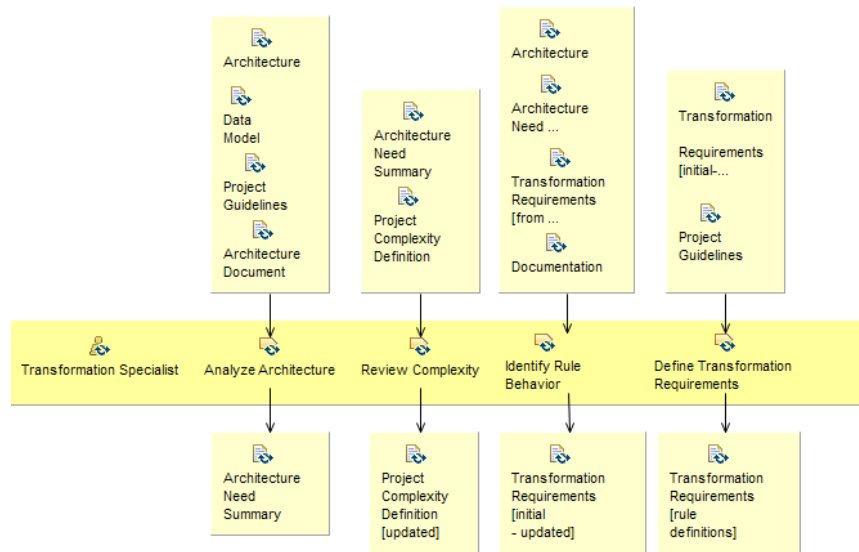 Architecture
Data
Model
Project
Guidelines
Architecture
Document
Architecture
Need
Summary
Project
Complexity
Definition
Architecture
Architecture
Need ...
Transformation
Requirements
[from ...
Documentation
Transformation
Requirements
[initial-...
Project
Guidelines
Transformation Specialist
Analyze Architecture
Review Complexity
Identify Rule
Behavior
Define Transformation
Requirements
Architecture
Need
Summary
Project
Complexity
Definition
[updated]
Transformation
Requirements
[initial
- updated]
Transformation
Requirements
[rule
definitions]